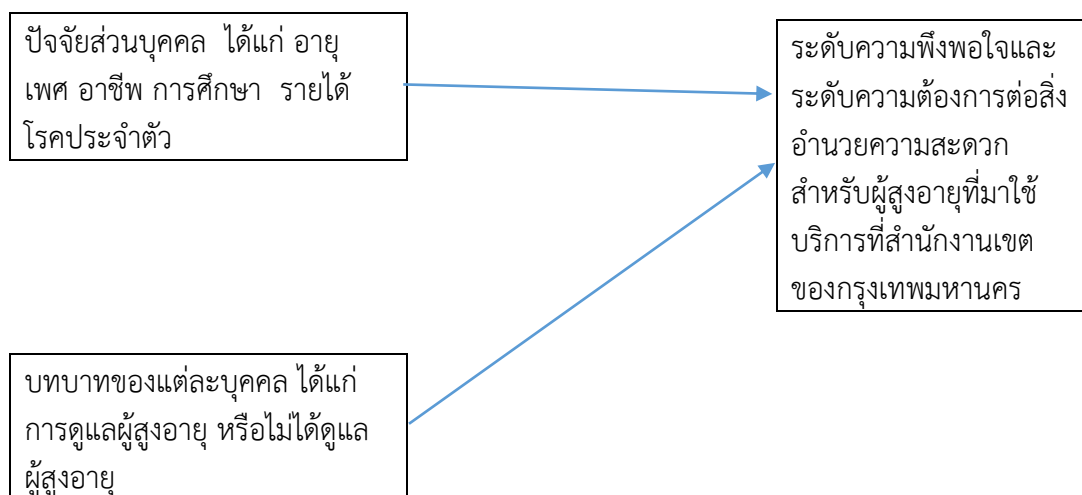 ปัจจัยส่วนบุคคล  ได้แก่ อายุ
เพศ อาชีพ การศึกษา  รายได้
โรคประจำตัว
ระดับความพึงพอใจและ
ระดับความต้องการต่อสิ่ง
อำนวยความสะดวก
สำหรับผู้สูงอายุที่มาใช้
บริการที่สำนักงานเขต
ของกรุงเทพมหานคร
บทบาทของแต่ละบุคคล ได้แก่
การดูแลผู้สูงอายุ หรือไม่ได้ดูแล
ผู้สูงอายุ